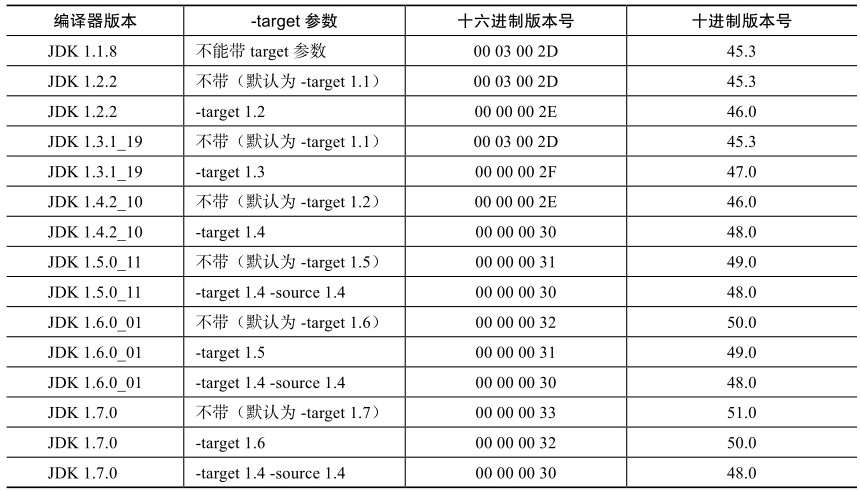 编译器版本 -target 参数 十六进制版本号 十进制版本号
JDK 1.1.8 不能带 target 参数 00 03 00 2D 45.3
JDK 1.2.2 不带（默认为 -target 1.1） 00 03 00 2D 45.3
JDK 1.2.2 -target 1.2 00 00 00 2E 46.0
JDK 1.3.1_19 不带（默认为 -target 1.1） 00 03 00 2D 45.3
JDK 1.3.1_19 -target 1.3 00 00 00 2F 47.0
JDK 1.4.2_10 不带（默认为 -target 1.2） 00 00 00 2E 46.0
JDK 1.4.2_10 -target 1.4 00 00 00 30 48.0
JDK 1.5.0_11 不带（默认为 -target 1.5） 00 00 00 31 49.0
JDK 1.5.0_11 -target 1.4 -source 1.4 00 00 00 30 48.0
JDK 1.6.0_01 不带（默认为 -target 1.6） 00 00 00 32 50.0
JDK 1.6.0_01 -target 1.5 00 00 00 31 49.0
JDK 1.6.0_01 -target 1.4 -source 1.4 00 00 00 30 48.0
JDK 1.7.0 不带（默认为 -target 1.7） 00 00 00 33 51.0
JDK 1.7.0 -target 1.6 00 00 00 32 50.0
JDK 1.7.0 -target 1.4 -source 1.4 00 00 00 30 48.0